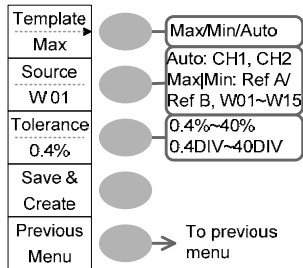 Template
Max
Max/Min/Auto
Source
W 01
Auto: CH1, CH2
Max|Min: Ref A/
Ref B, W01~W15
Tolerance
0.4%
0.4%~40%
0.4DIV~40DIV
Save &
Create
Previous
Menu
To previous
menu